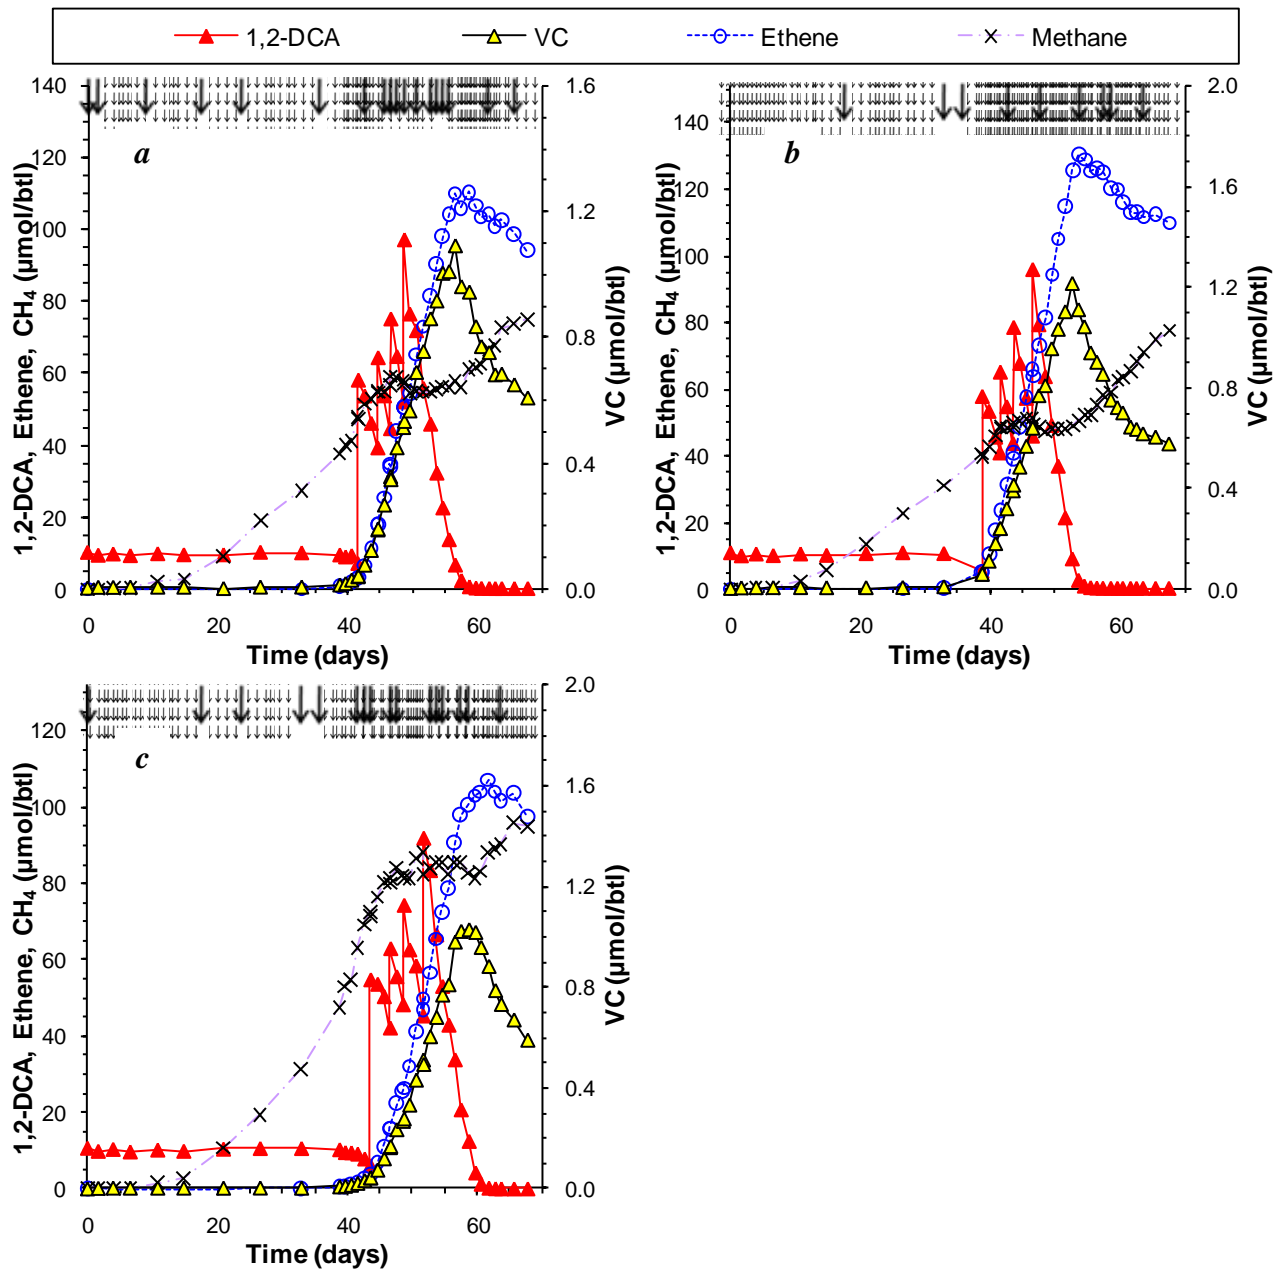 1,2-DCA VC Ethene Methane
a
140
120
100
80
60
40
20
0
1,2-DCA, Ethene, CH4 (µmol/btl)
1.6
1.2
0.8
0.4
0.0
VC (µmol/btl)
0 20 40 60
Time (days)
b
140
120
100
80
60
40
20
0
1,2-DCA, Ethene, CH4 (µmol/btl)
2.0
1.6
1.2
0.8
0.4
0.0
VC (µmol/btl)
0 20 40 60
Time (days)
c
120
100
80
60
40
20
0
1,2-DCA, Ethene, CH4 (µmol/btl)
2.0
1.6
1.2
0.8
0.4
0.0
VC (µmol/btl)
0 20 40 60
Time (days)